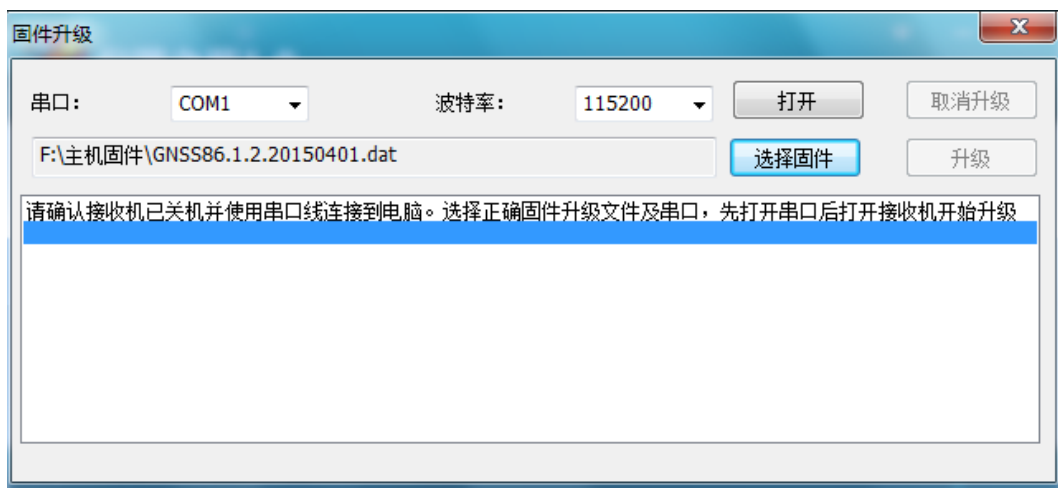 固件升级
串口： COM1 波特率： 115200 打开 取消升级
F:\主机固件\GNSS86.1.2.20150401.dat 选择固件 升级
请确认接收机已关机并使用串口线连接到电脑。选择正确固件升级文件及串口，先打开串口后打开接收机开始升级